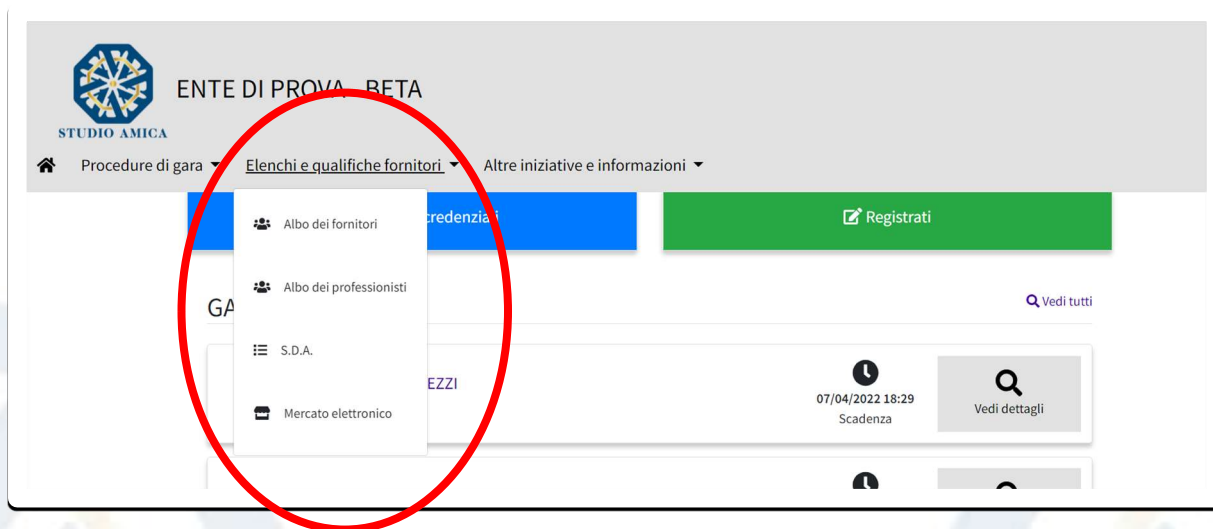 ENTE DI PROVA - BETA
STUDIO AMICA
Procedure di gara Elenchi e qualifiche fornitori Altre iniziative e informazioni
credenziali Registrati
Albo dei fornitori
Albo dei professionisti
GA Vedi tutti
S.D.A.
EZZI
07/04/2022 18:29
Scadenza
Vedi dettagli
Mercato elettronico